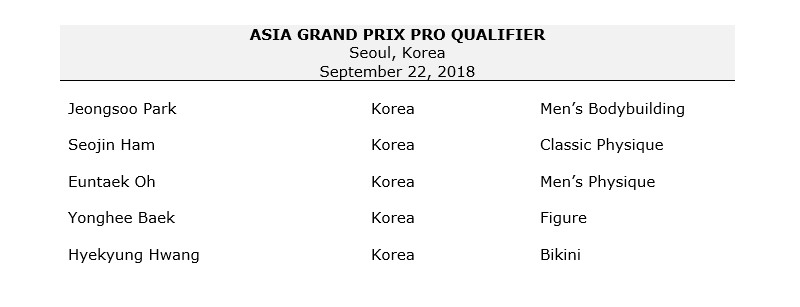 ASIA GRAND PRIX PRO QUALIFIER
Seoul, Korea
September 22, 2018
Jeongsoo Park Korea Men’s Bodybuilding
Seojin Ham Korea Classic Physique
Euntaek Oh Korea Men’s Physique
Yonghee Baek Korea Figure
Hyekyung Hwang Korea Bikini